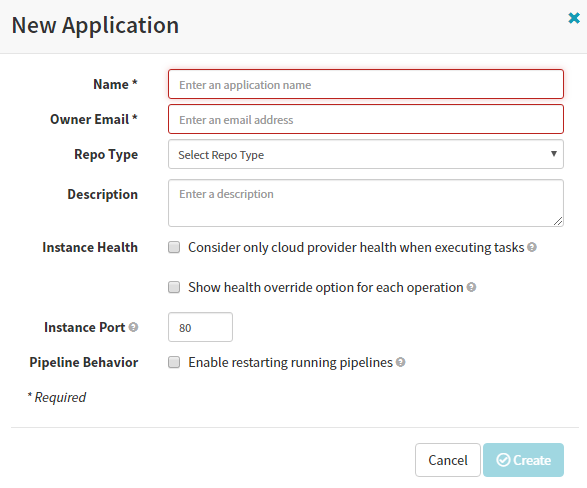 New Application
Name *
Enter an application name
Owner Email *
Enter an email address
Repo Type
Select Repo Type
Description
Enter a description
Instance Health
Consider only cloud provider health when executing tasks
Show health override option for each operation
Instance Port
80
Pipeline Behavior
Enable restarting running pipelines
* Required
Cancel
Create